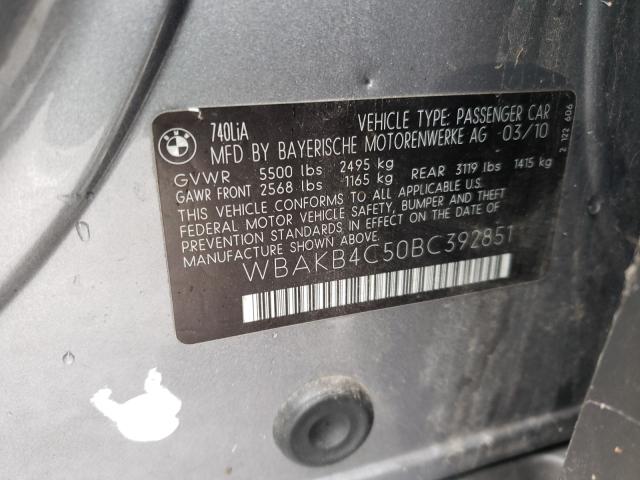 BMW
740LiA VEHICLE TYPE: PASSENGER CAR
MFD BY BAYERISCHE MOTORENWERKE AG 03/10
GVWR 5500 lbs 2495 kg
GAWR FRONT 2568 lbs 1165 kg REAR 3119 lbs 1415 kg
THIS VEHICLE CONFORMS TO ALL APPLICABLE U.S.
FEDERAL MOTOR VEHICLE SAFETY, BUMPER AND THEFT
PREVENTION STANDARDS IN EFFECT ON THE DATE OF
MANUFACTURE SHOWN ABOVE.
WBAKB4C50BC392851
2 122 606